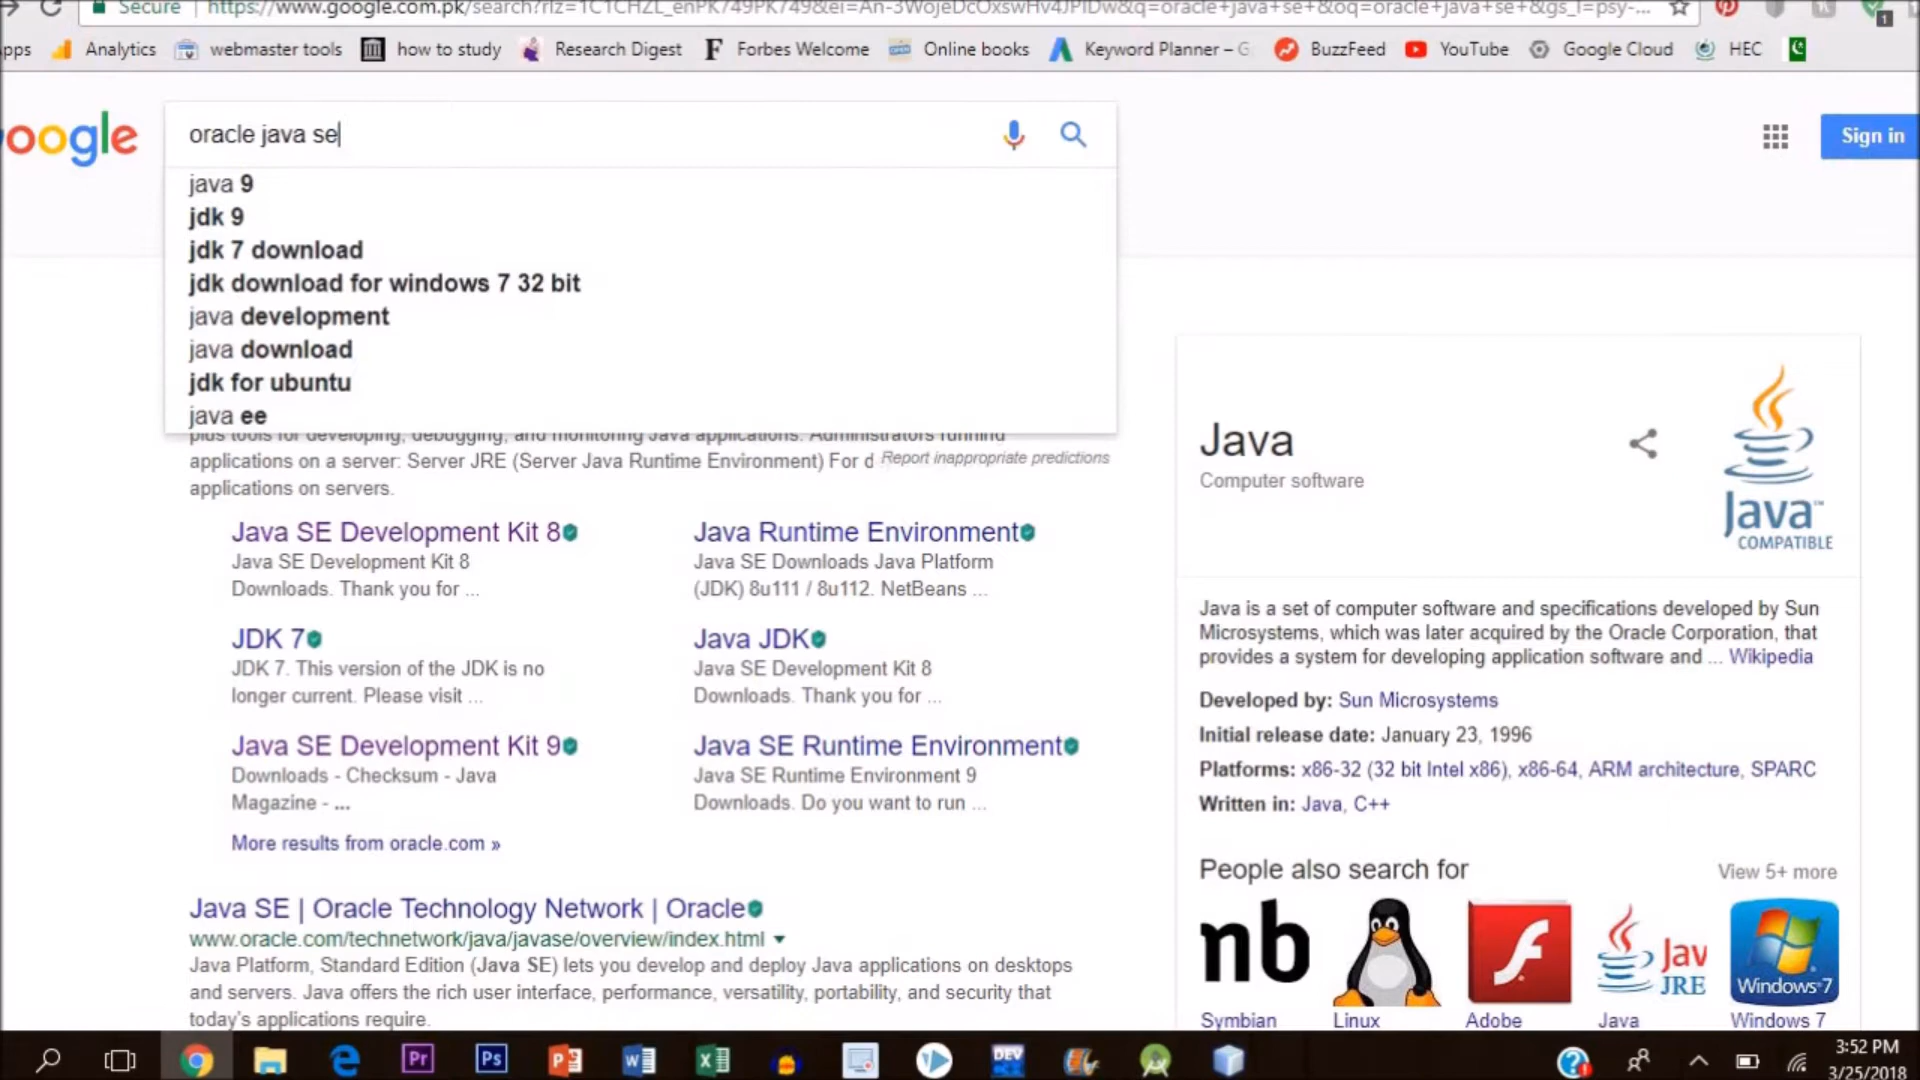 Secure https://www.google.com.pk/search?rlz=1C1CHZL_enPK749PK749&ei=An-3WojeDcOxswHv4JPIDw&q=oracle+java+se+&oq=oracle+java+se+&gs_l=psy-...
pps Analytics webmaster tools how to study Research Digest Forbes Welcome Online books Keyword Planner – G BuzzFeed YouTube Google Cloud HEC
oogle
oracle java se
Sign in
java 9
jdk 9
jdk 7 download
jdk download for windows 7 32 bit
java development
java download
jdk for ubuntu
java ee
plus tools for developing, debugging, and monitoring Java applications. Administrators running
applications on a server: Server JRE (Server Java Runtime Environment) For d
Report inappropriate predictions
applications on servers.
Java SE Development Kit 8
Java SE Development Kit 8
Downloads. Thank you for ...
Java Runtime Environment
Java SE Downloads Java Platform
(JDK) 8u111 / 8u112. NetBeans ...
JDK 7
JDK 7. This version of the JDK is no
longer current. Please visit ...
Java JDK
Java SE Development Kit 8
Downloads. Thank you for ...
Java SE Development Kit 9
Downloads - Checksum - Java
Magazine - ...
Java SE Runtime Environment
Java SE Runtime Environment 9
Downloads. Do you want to run ...
More results from oracle.com »
Java SE | Oracle Technology Network | Oracle
www.oracle.com/technetwork/java/javase/overview/index.html
Java Platform, Standard Edition (Java SE) lets you develop and deploy Java applications on desktops
and servers. Java offers the rich user interface, performance, versatility, portability, and security that
today's applications require.
Java
Computer software
Java™
COMPATIBLE
Java is a set of computer software and specifications developed by Sun
Microsystems, which was later acquired by the Oracle Corporation, that
provides a system for developing application software and ... Wikipedia
Developed by: Sun Microsystems
Initial release date: January 23, 1996
Platforms: x86-32 (32 bit Intel x86), x86-64, ARM architecture, SPARC
Written in: Java, C++
People also search for
View 5+ more
nb
Jav
JRE
Windows 7
Symbian
Linux
Adobe
Java
Windows 7
Pr
Ps
DEV
3:52 PM
3/25/2018
1